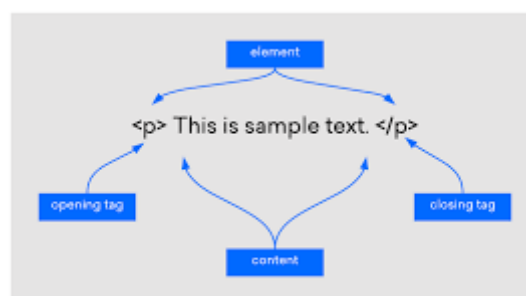 element
<p> This is sample text. </p>
opening tag
closing tag
content